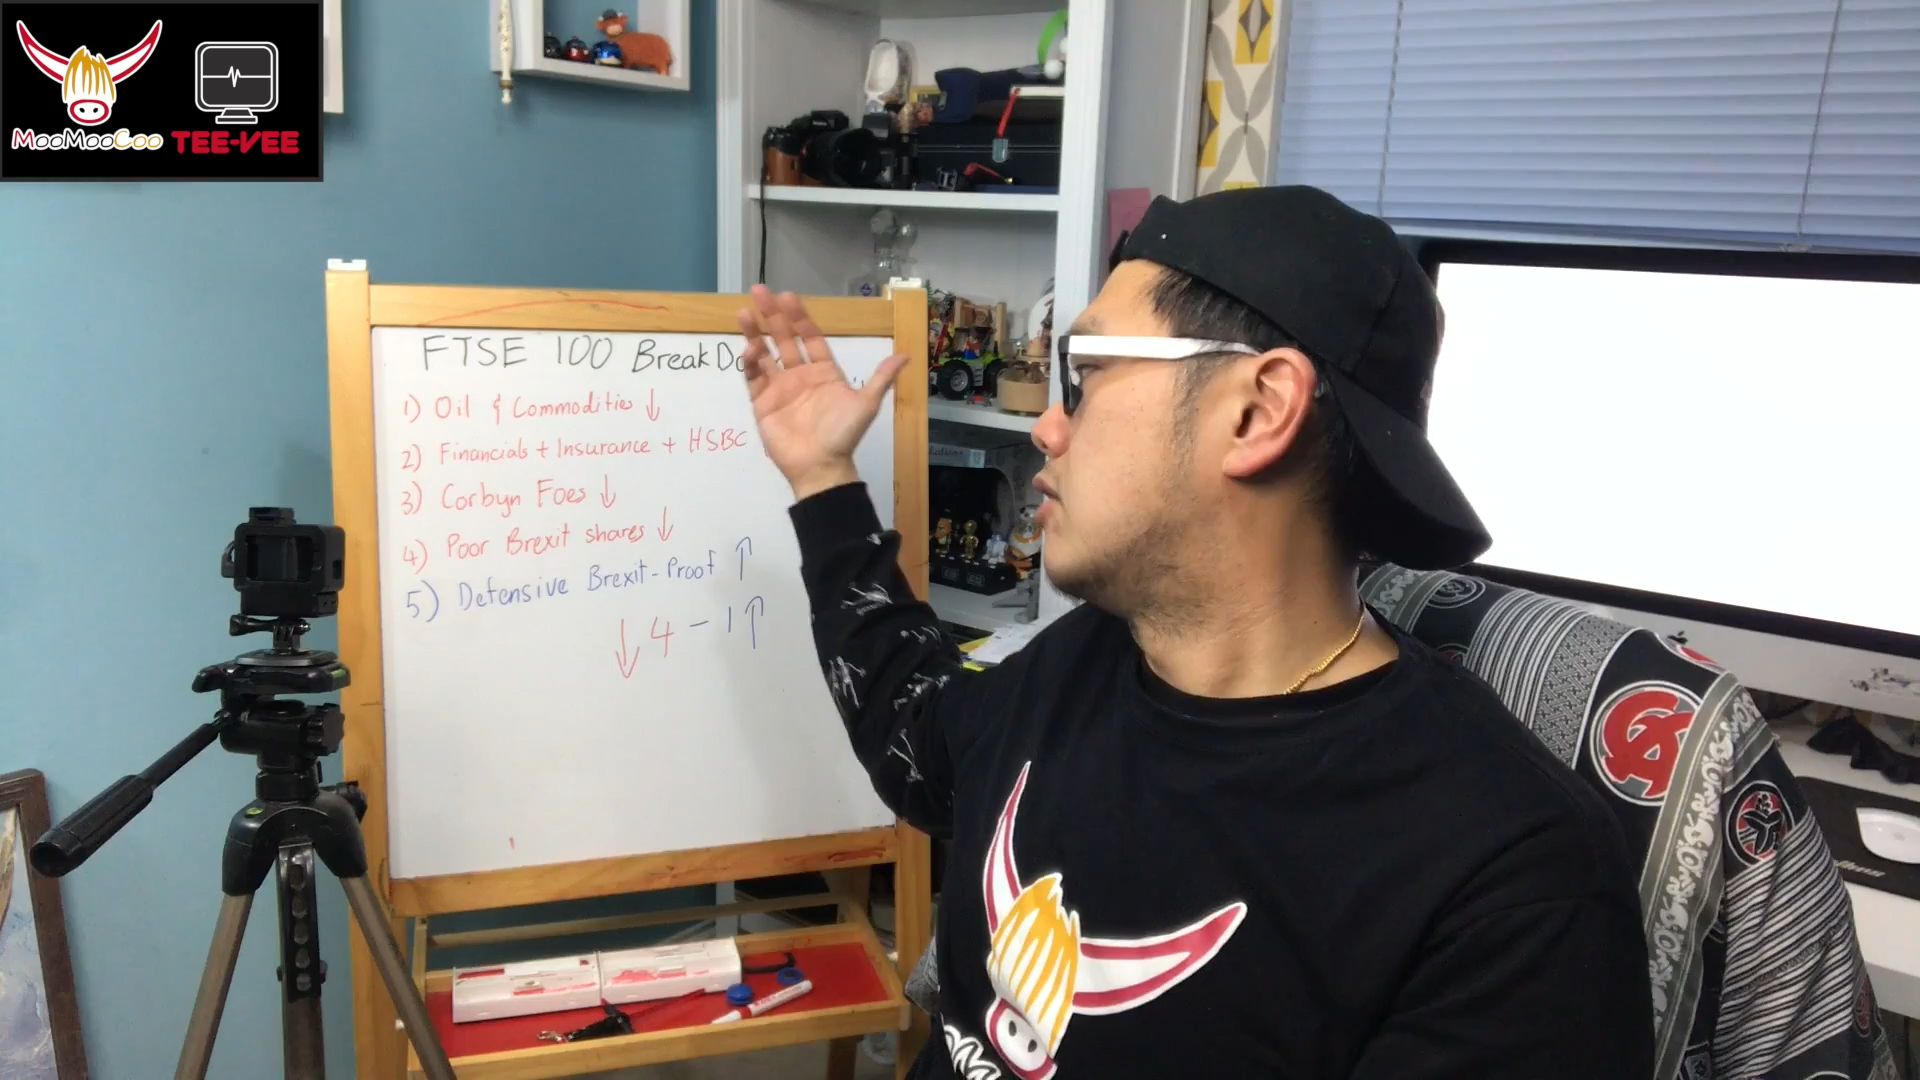 MooMooCoo TEE-VEE
FTSE 100 Break
1) Oil & Commodities ↓
2) Financials + Insurance + HSBC
3) Corbyn Foes ↓
4) Poor Brexit shares ↓
5) Defensive Brexit-Proof ↑
↓ 4 - 1 ↑